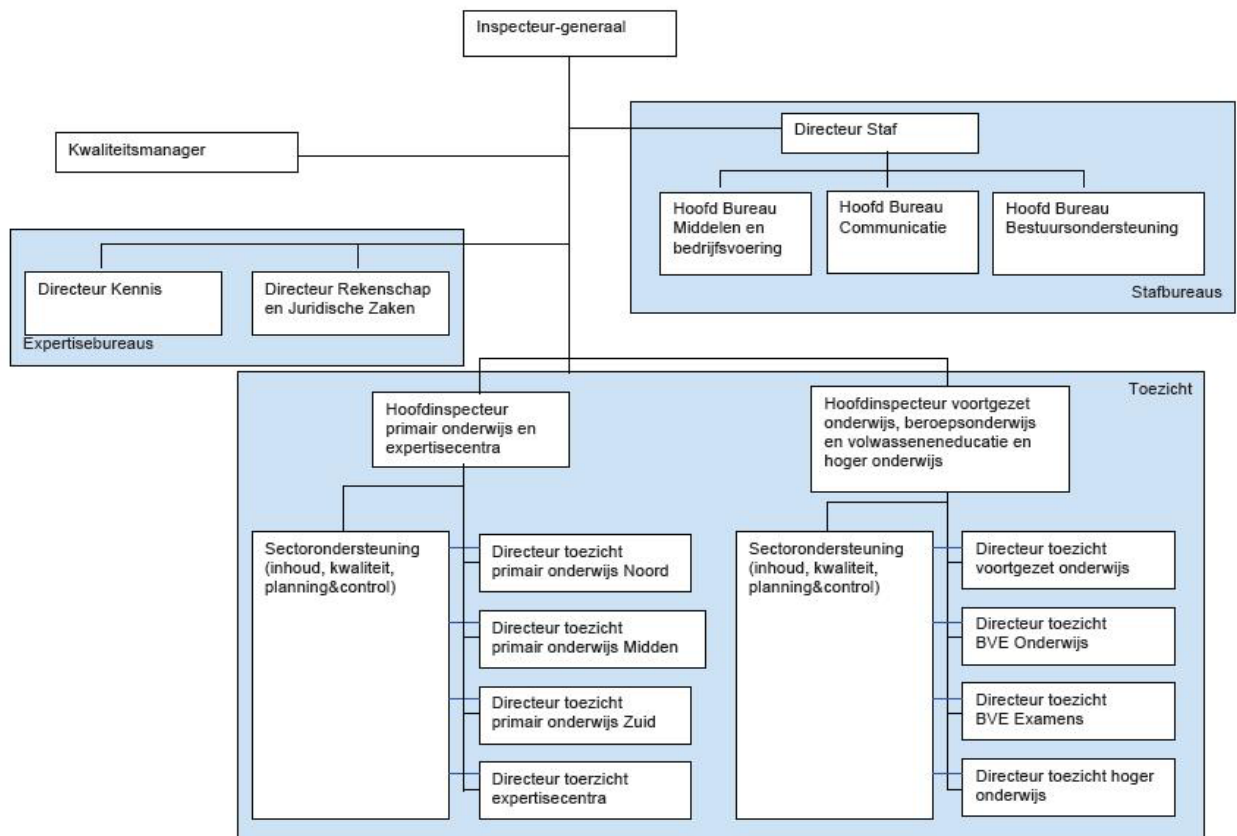 Inspecteur-generaal
Kwaliteitsmanager
Directeur Staf
Hoofd Bureau
Middelen en
bedrijfsvoering
Hoofd Bureau
Communicatie
Hoofd Bureau
Bestuursondersteuning
Stafbureaus
Directeur Kennis
Directeur Rekenschap
en Juridische Zaken
Expertisebureaus
Toezicht
Hoofdinspecteur
primair onderwijs en
expertisecentra
Hoofdinspecteur voortgezet
onderwijs, beroepsonderwijs
en volwasseneneducatie en
hoger onderwijs
Sectorondersteuning
(inhoud, kwaliteit,
planning&control)
Directeur toezicht
primair onderwijs Noord
Directeur toezicht
primair onderwijs Midden
Directeur toezicht
primair onderwijs Zuid
Directeur toerzicht
expertisecentra
Sectorondersteuning
(inhoud, kwaliteit,
planning&control)
Directeur toezicht
voortgezet onderwijs
Directeur toezicht
BVE Onderwijs
Directeur toezicht
BVE Examens
Directeur toezicht hoger
onderwijs